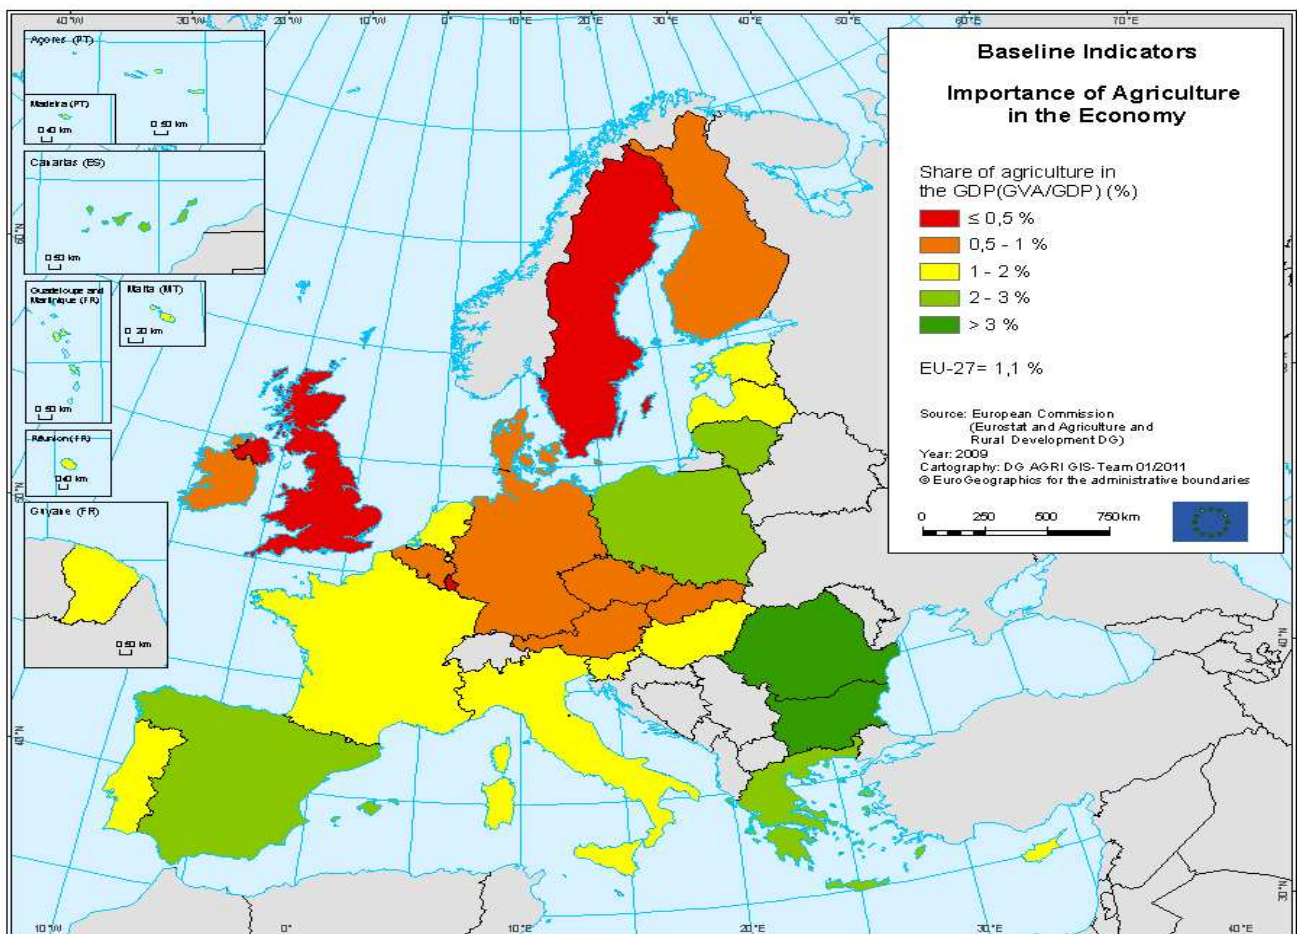 40°W
30°W
20°W
10°W
0°
10°E
20°E
30°E
40°E
50°E
60°E
70°E
Açores (PT)
Madeira (PT)
0 40 km
0 50 km
Canarias (ES)
0 50 km
Guadeloupe and
Martinique (FR)
0 50 km
Malta (MT)
0 20 km
Réunion (FR)
0 40 km
Guyane (FR)
0 50 km
Baseline Indicators
Importance of Agriculture
in the Economy
Share of agriculture in
the GDP(GVA/GDP) (%)
≤ 0,5 %
0,5 - 1 %
1 - 2 %
2 - 3 %
> 3 %
EU-27= 1,1 %
Source: European Commission
(Eurostat and Agriculture and
Rural Development DG)
Year: 2009
Cartography: DG AGRI GIS-Team 01/2011
© EuroGeographics for the administrative boundaries
0 250 500 750 km
60°N
50°N
40°N
40°N
30°N
10°W
0°
10°E
20°E
30°E
40°E